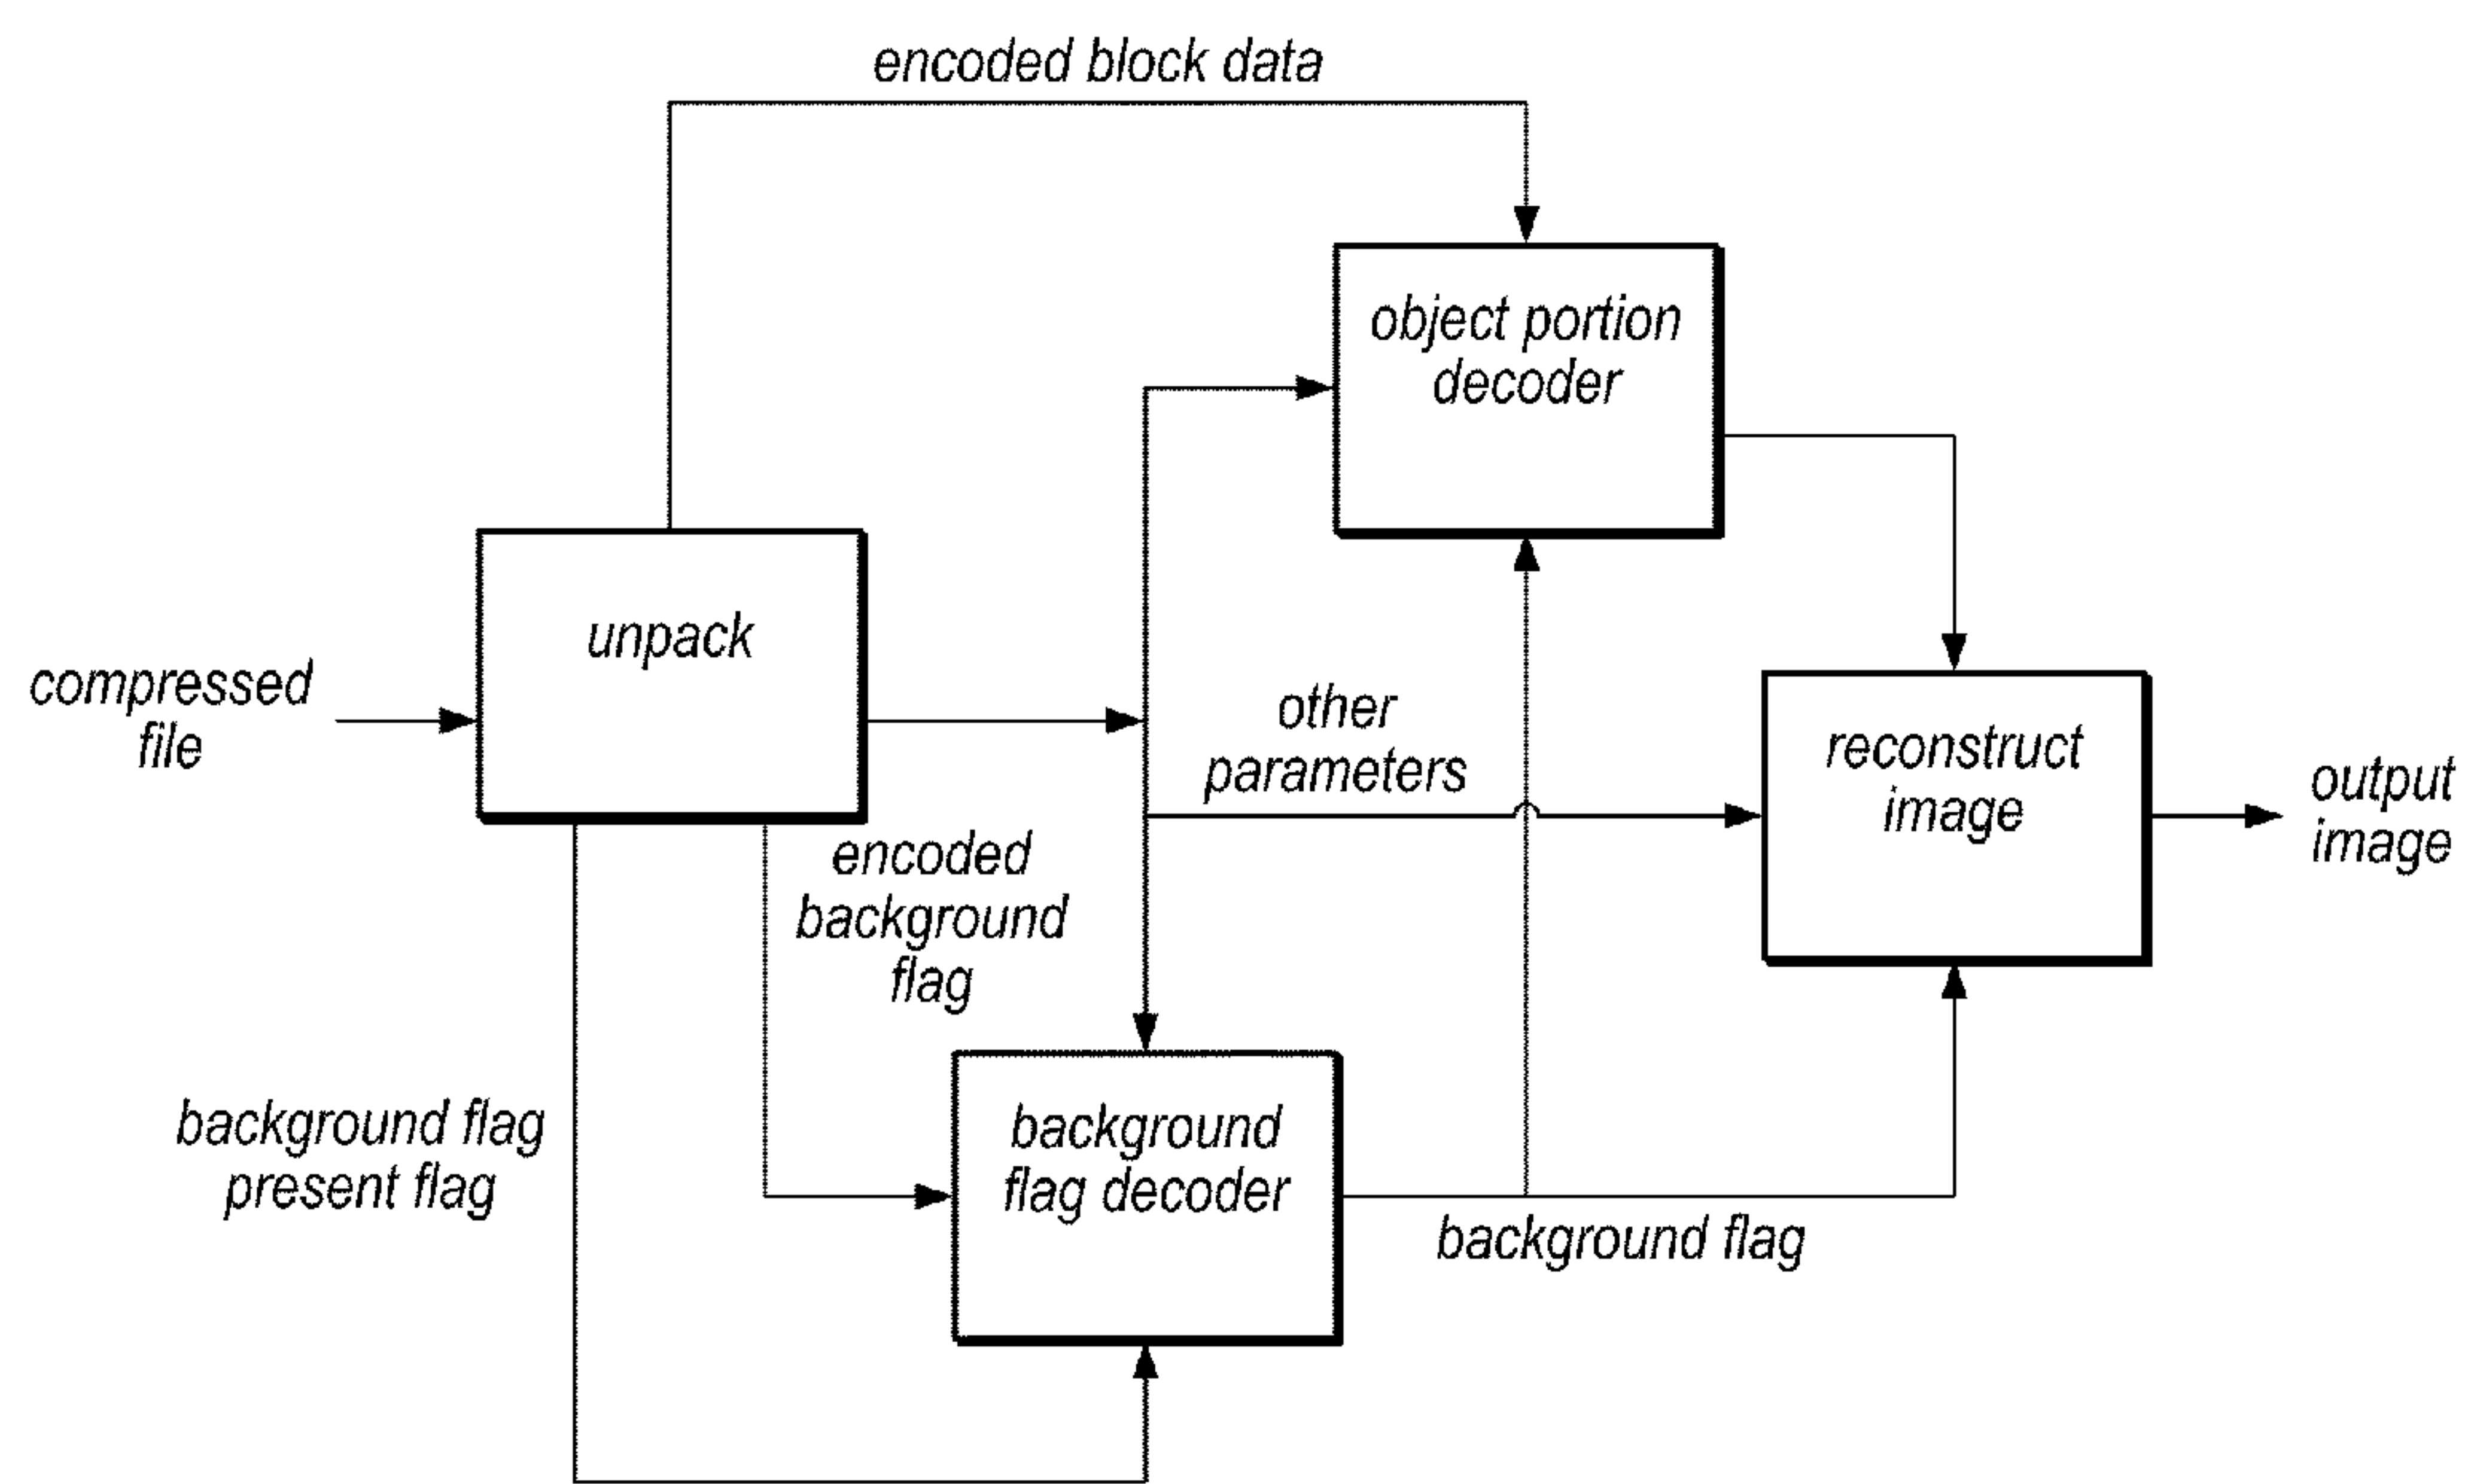 encoded block data
object portion
decoder
unpack
compressed
file
other
parameters
reconstruct
image
output
image
encoded
background
flag
background flag
present flag
background
flag decoder
background flag